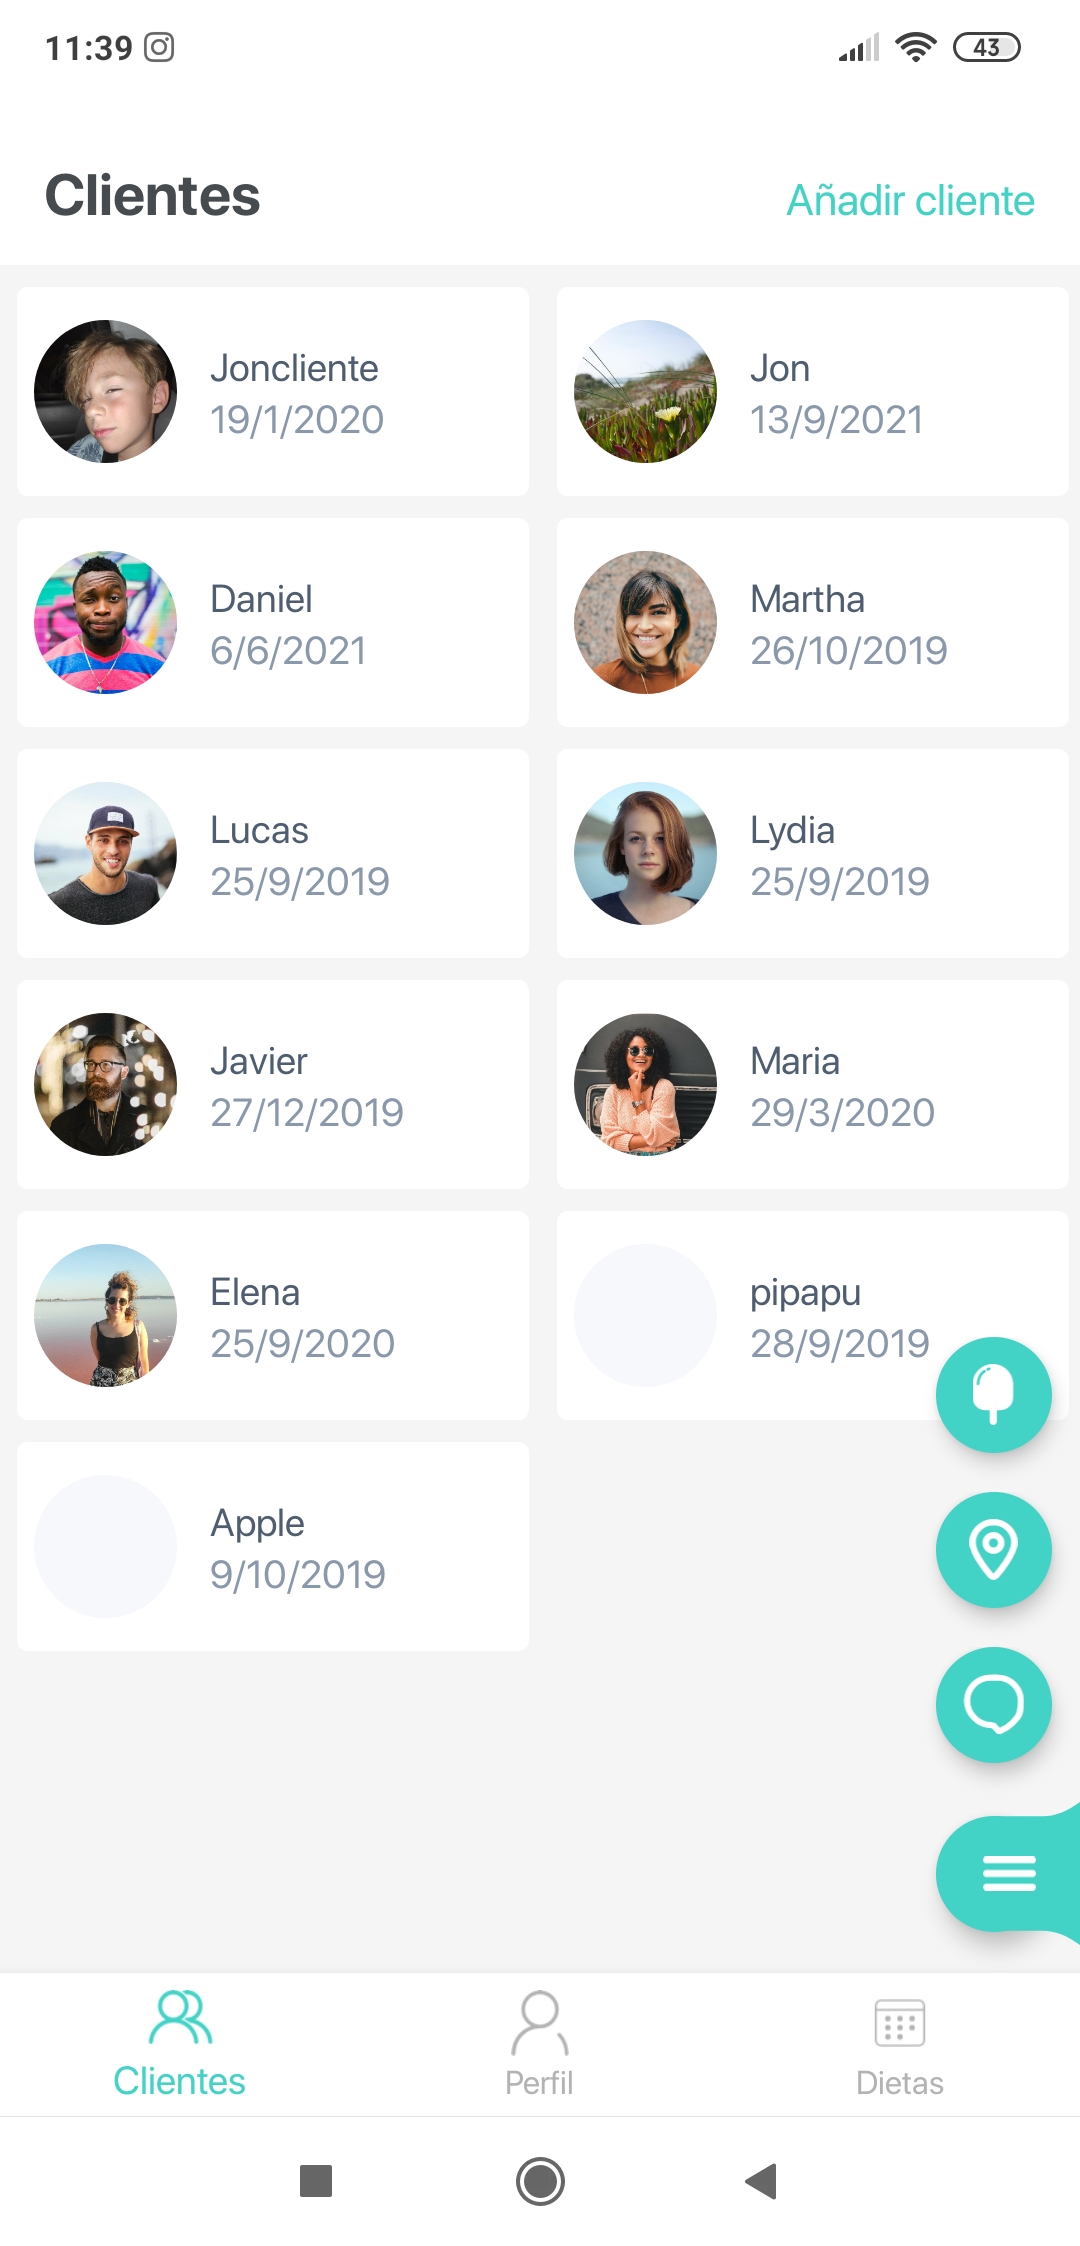 11:39
43
Clientes
Añadir cliente
Joncliente
19/1/2020
Jon
13/9/2021
Daniel
6/6/2021
Martha
26/10/2019
Lucas
25/9/2019
Lydia
25/9/2019
Javier
27/12/2019
Maria
29/3/2020
Elena
25/9/2020
pipapu
28/9/2019
Apple
9/10/2019
Clientes
Perfil
Dietas